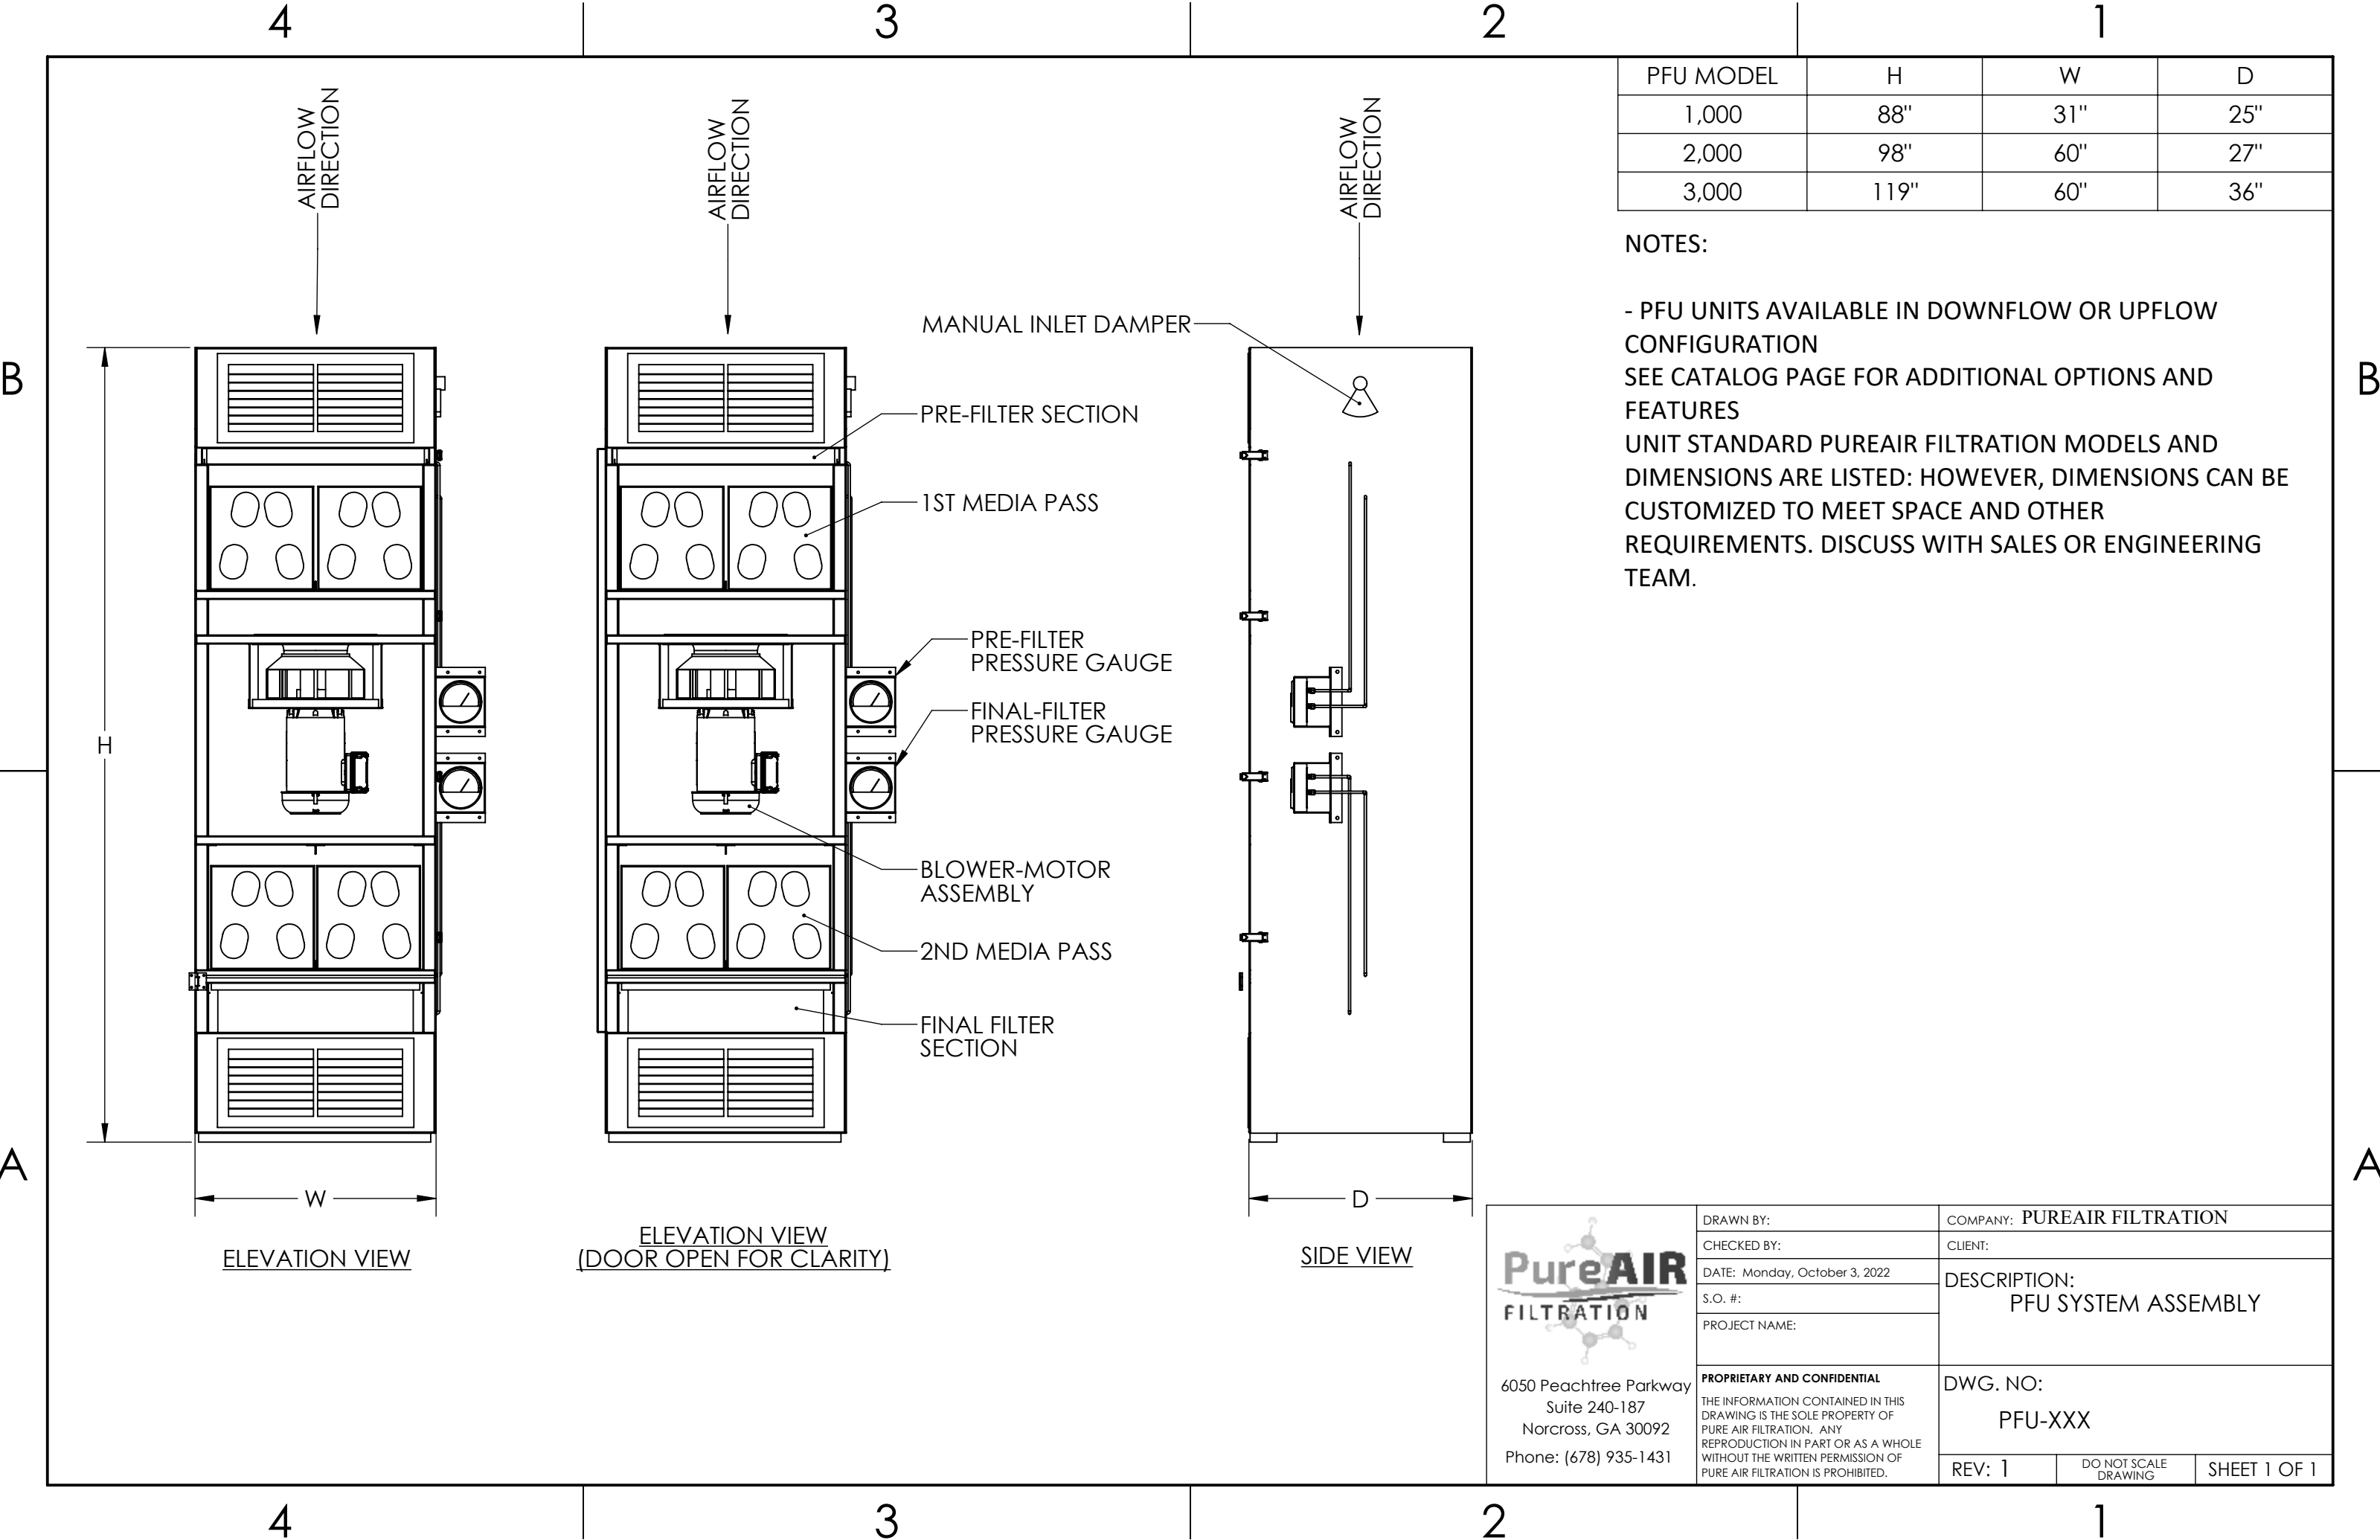 4 3 2 1
PFU MODEL H W D
1,000 88" 31" 25"
2,000 98" 60" 27"
3,000 119" 60" 36"
NOTES:
- PFU UNITS AVAILABLE IN DOWNFLOW OR UPFLOW
CONFIGURATION
SEE CATALOG PAGE FOR ADDITIONAL OPTIONS AND
FEATURES
UNIT STANDARD PUREAIR FILTRATION MODELS AND
DIMENSIONS ARE LISTED: HOWEVER, DIMENSIONS CAN BE
CUSTOMIZED TO MEET SPACE AND OTHER
REQUIREMENTS. DISCUSS WITH SALES OR ENGINEERING
TEAM.
AIRFLOW
DIRECTION
AIRFLOW
DIRECTION
AIRFLOW
DIRECTION
B
B
MANUAL INLET DAMPER
PRE-FILTER SECTION
1ST MEDIA PASS
PRE-FILTER
PRESSURE GAUGE
FINAL-FILTER
PRESSURE GAUGE
H
BLOWER-MOTOR
ASSEMBLY
2ND MEDIA PASS
FINAL FILTER
SECTION
A
A
W
D
ELEVATION VIEW
ELEVATION VIEW
(DOOR OPEN FOR CLARITY)
SIDE VIEW
PureAIR
FILTRATION
6050 Peachtree Parkway
Suite 240-187
Norcross, GA 30092
Phone: (678) 935-1431
DRAWN BY:
CHECKED BY:
DATE: Monday, October 3, 2022
S.O. #:
PROJECT NAME:
PROPRIETARY AND CONFIDENTIAL
THE INFORMATION CONTAINED IN THIS
DRAWING IS THE SOLE PROPERTY OF
PURE AIR FILTRATION. ANY
REPRODUCTION IN PART OR AS A WHOLE
WITHOUT THE WRITTEN PERMISSION OF
PURE AIR FILTRATION IS PROHIBITED.
COMPANY: PUREAIR FILTRATION
CLIENT:
DESCRIPTION:
PFU SYSTEM ASSEMBLY
DWG. NO:
PFU-XXX
REV: 1
DO NOT SCALE
DRAWING
SHEET 1 OF 1
4 3 2 1